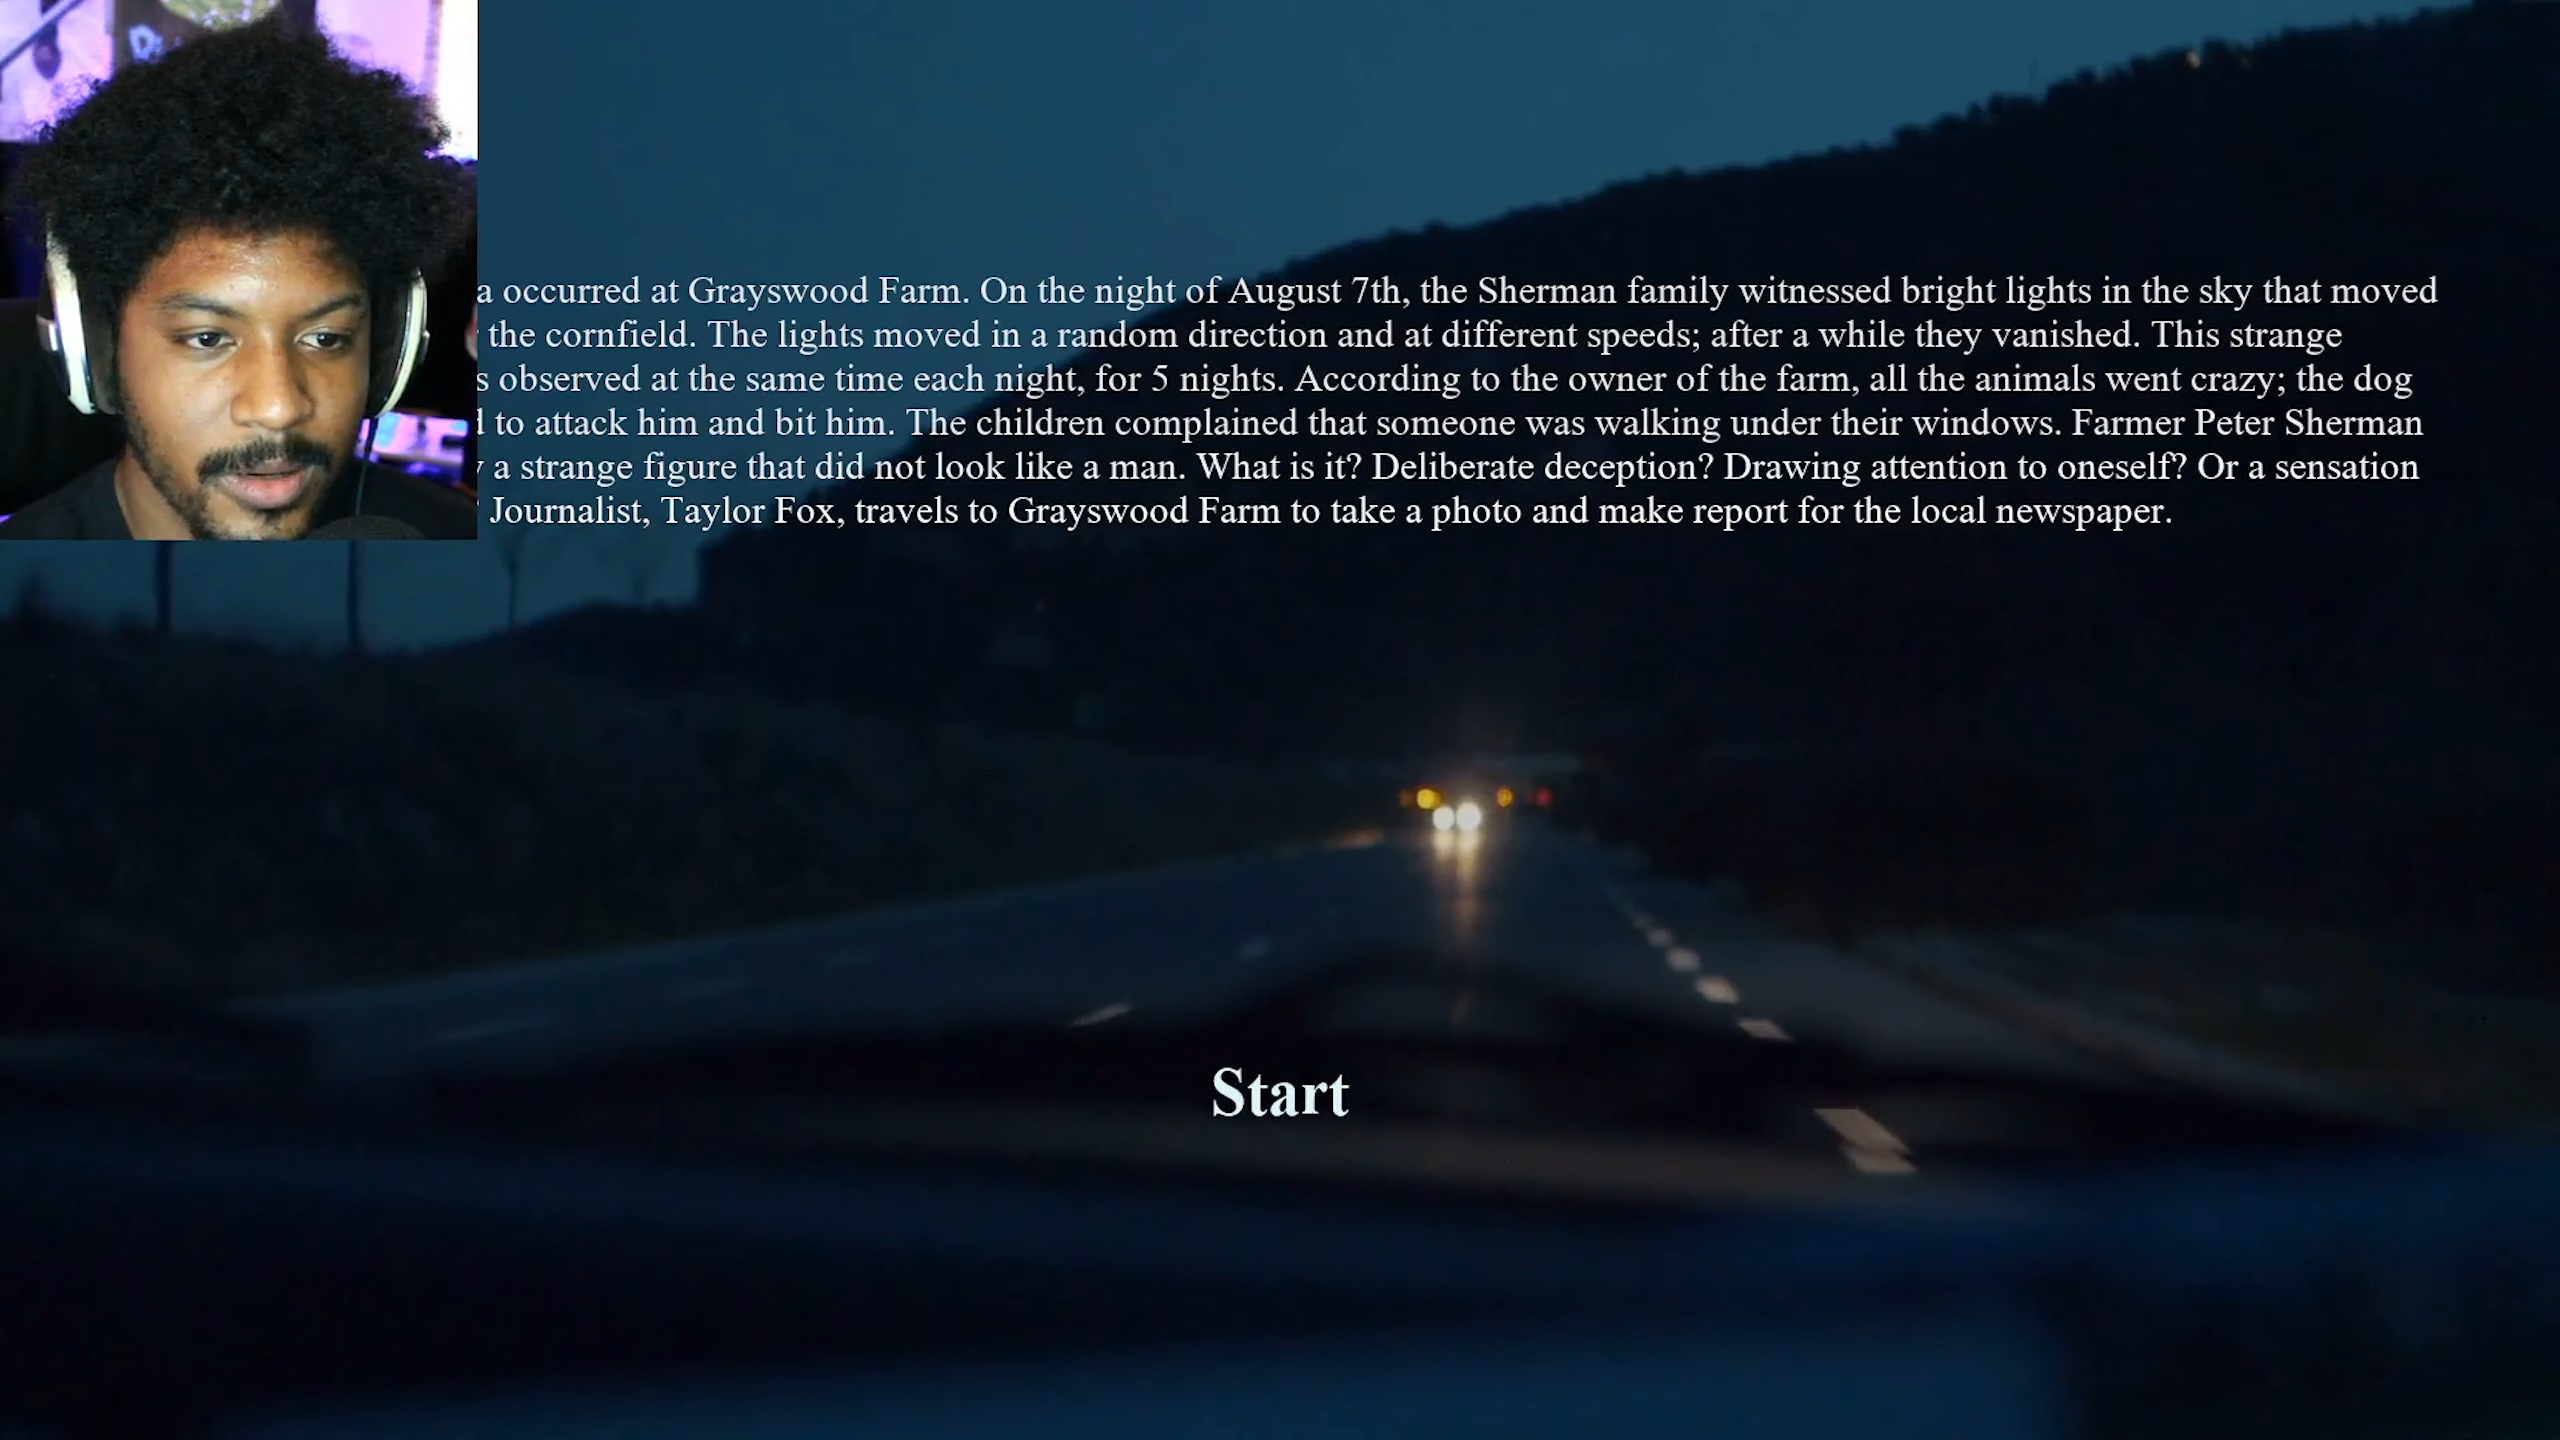 a occurred at Grayswood Farm. On the night of August 7th, the Sherman family witnessed bright lights in the sky that moved
the cornfield. The lights moved in a random direction and at different speeds; after a while they vanished. This strange
s observed at the same time each night, for 5 nights. According to the owner of the farm, all the animals went crazy; the dog
to attack him and bit him. The children complained that someone was walking under their windows. Farmer Peter Sherman
a strange figure that did not look like a man. What is it? Deliberate deception? Drawing attention to oneself? Or a sensation
Journalist, Taylor Fox, travels to Grayswood Farm to take a photo and make report for the local newspaper.
Start